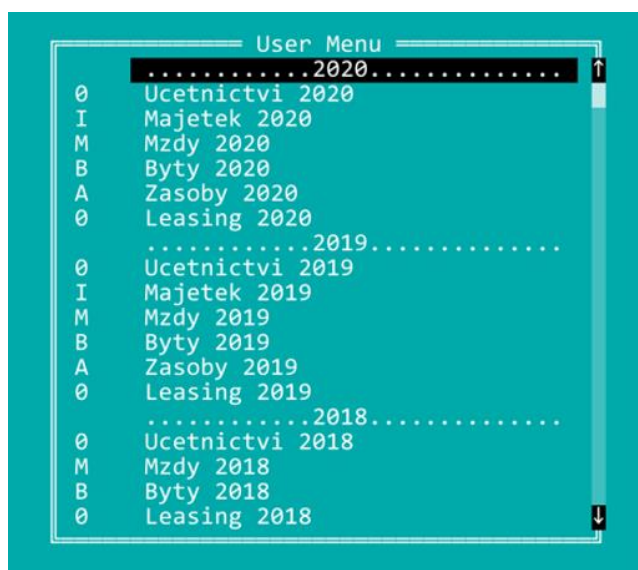 User Menu
............2020..............
0 Ucetnictvi 2020
I Majetek 2020
M Mzdy 2020
B Byty 2020
A Zasoby 2020
0 Leasing 2020
............2019..............
0 Ucetnictvi 2019
I Majetek 2019
M Mzdy 2019
B Byty 2019
A Zasoby 2019
0 Leasing 2019
............2018..............
0 Ucetnictvi 2018
M Mzdy 2018
B Byty 2018
0 Leasing 2018